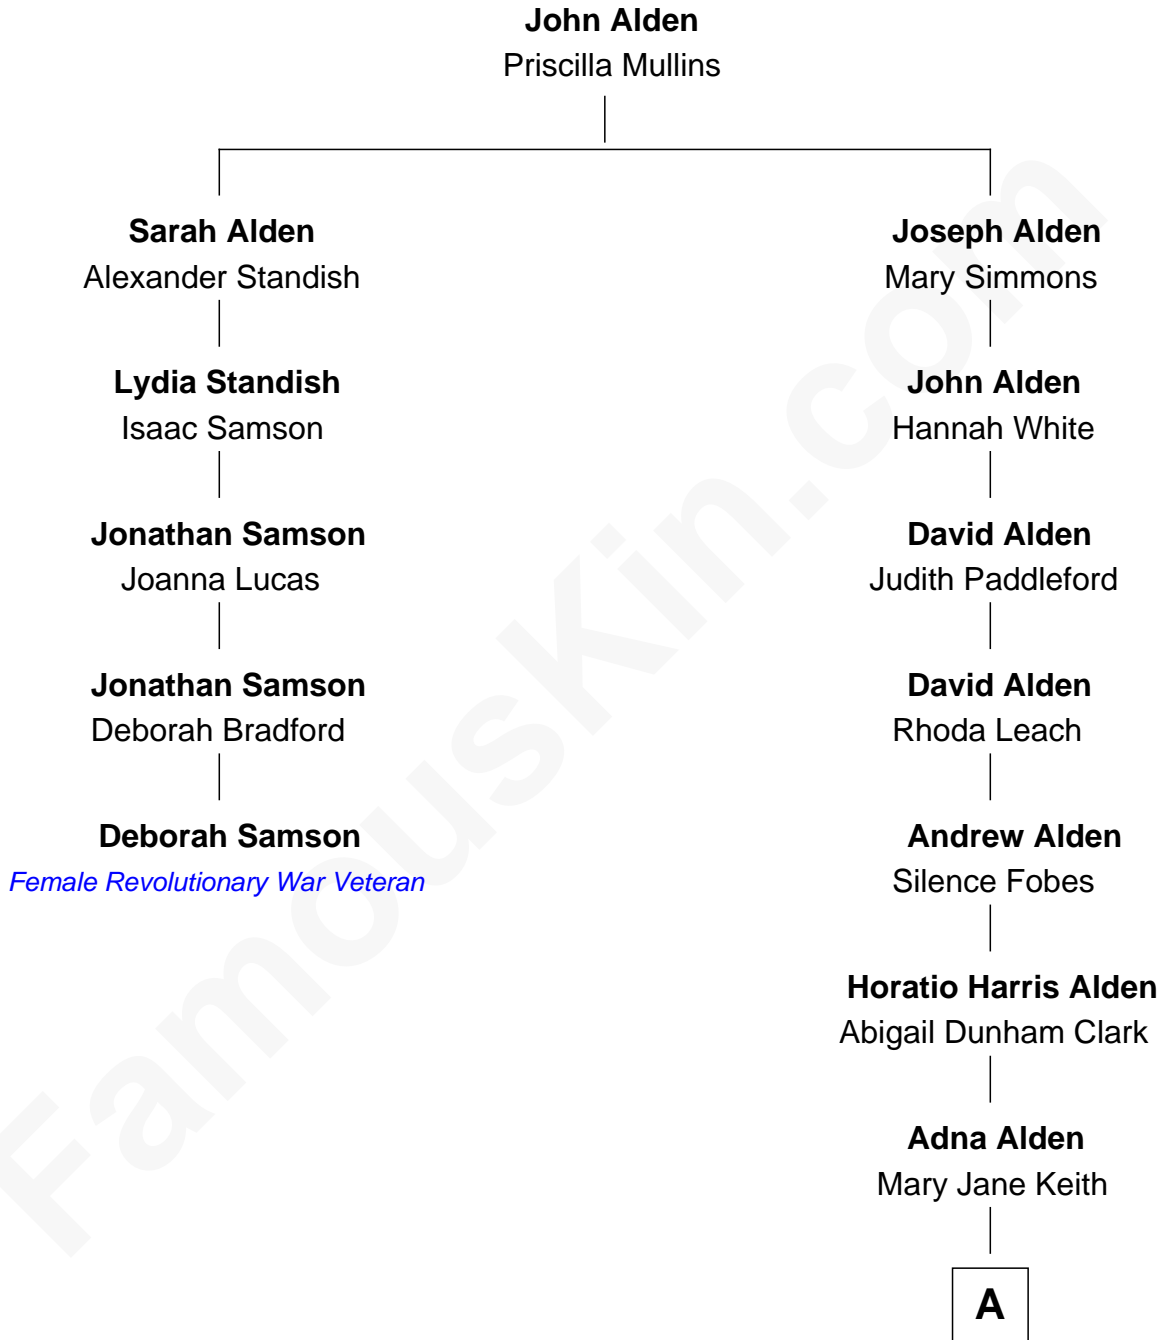 John Alden
Priscilla Mullins
Sarah Alden
Alexander Standish
Joseph Alden
Mary Simmons
Lydia Standish
Isaac Samson
John Alden
Hannah White
Jonathan Samson
Joanna Lucas
David Alden
Judith Paddleford
Jonathan Samson
Deborah Bradford
David Alden
Rhoda Leach
Deborah Samson
Female Revolutionary War Veteran
Andrew Alden
Silence Fobes
Horatio Harris Alden
Abigail Dunham Clark
Adna Alden
Mary Jane Keith
A
FamousKin.com